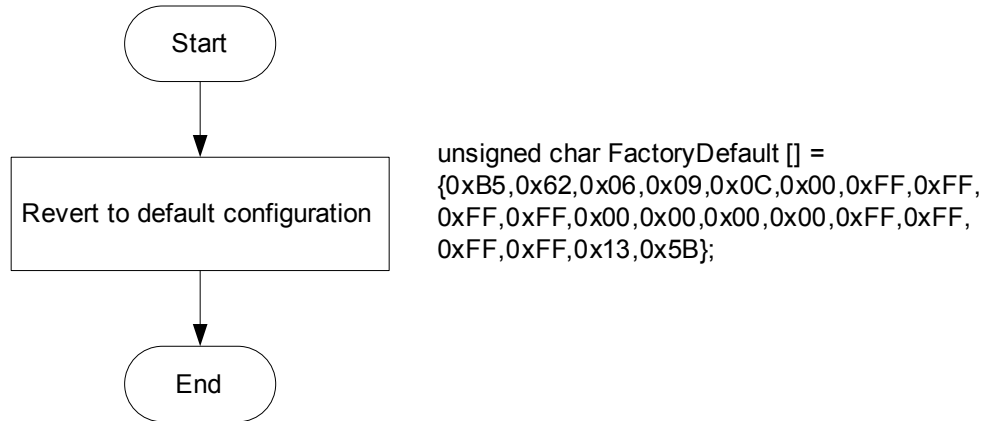 Start
Revert to default configuration
End
unsigned char FactoryDefault [] =
{0xB5,0x62,0x06,0x09,0x0C,0x00,0xFF,0xFF,
0xFF,0xFF,0x00,0x00,0x00,0x00,0xFF,0xFF,
0xFF,0xFF,0x13,0x5B};